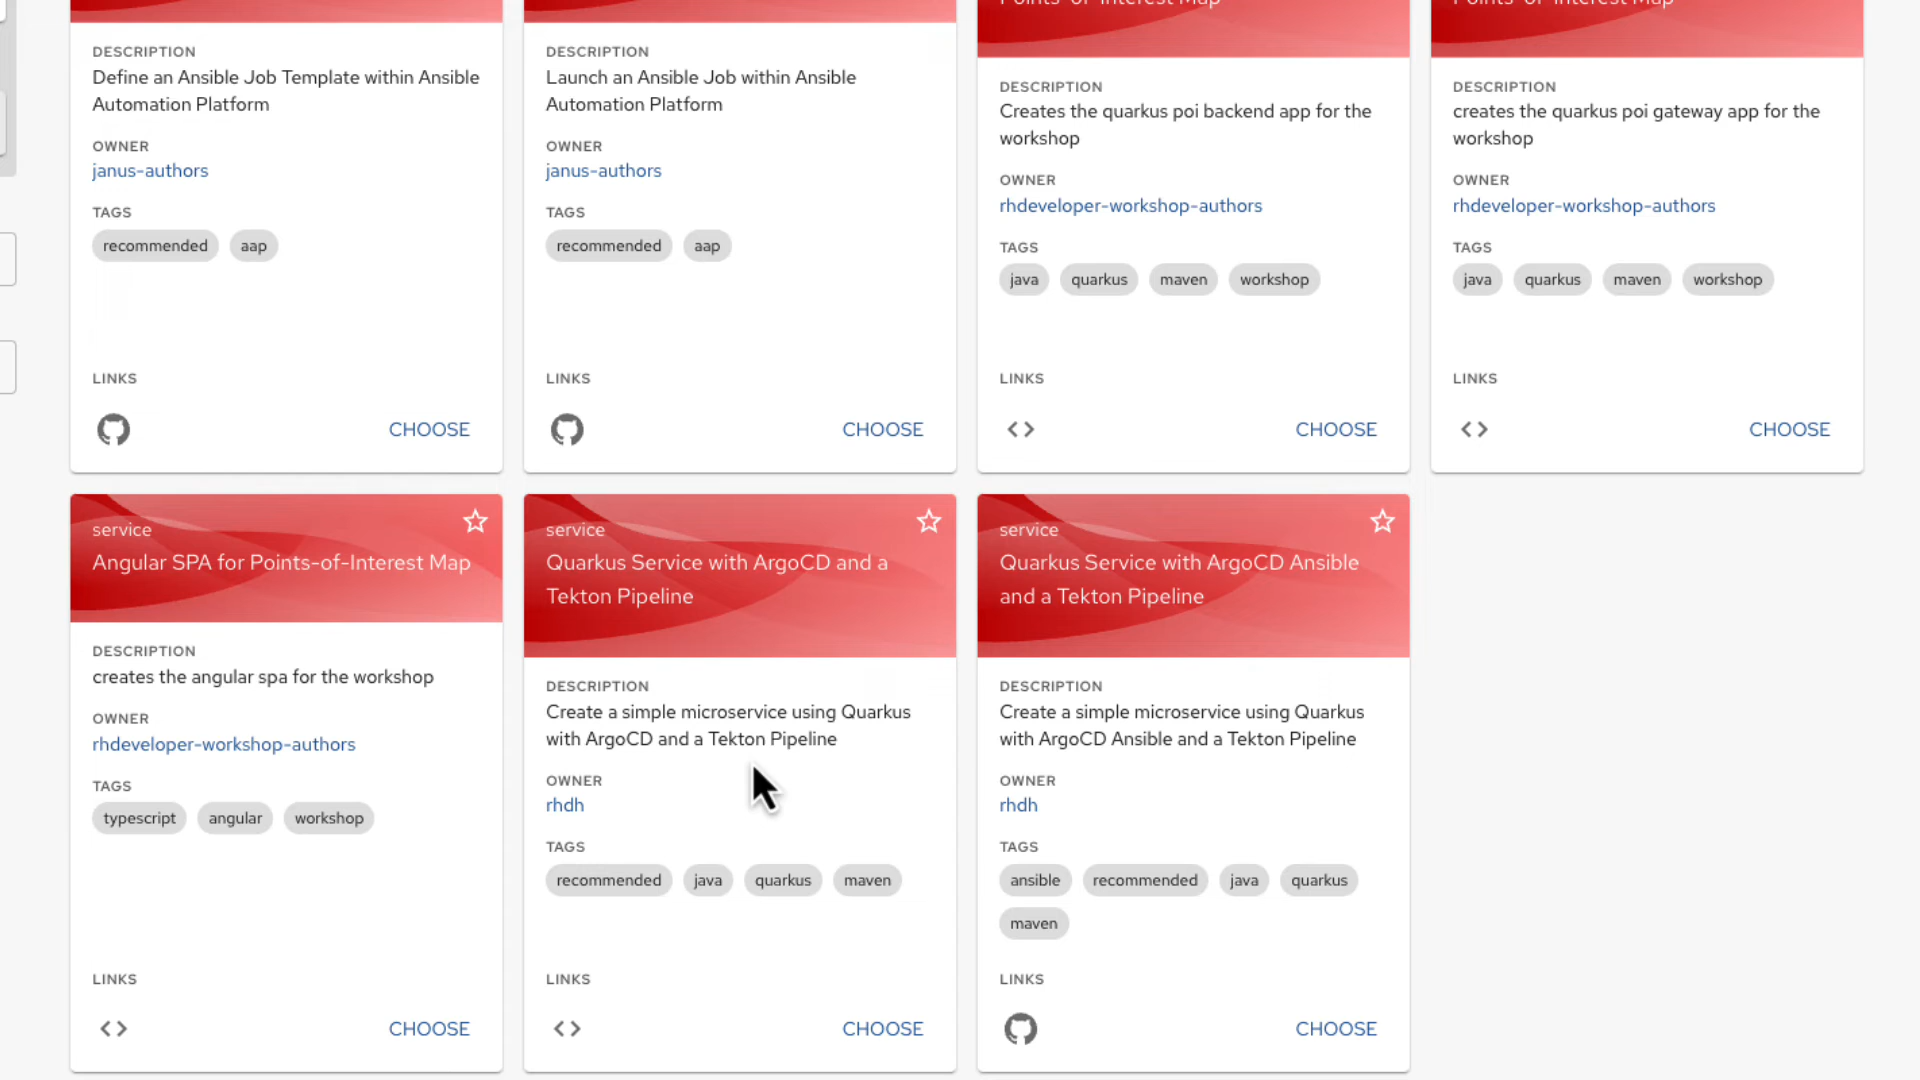 Points-of-Interest Map
Points-of-Interest Map
DESCRIPTION
Define an Ansible Job Template within Ansible
Automation Platform
OWNER
janus-authors
TAGS
recommended aap
LINKS
CHOOSE
DESCRIPTION
Launch an Ansible Job within Ansible
Automation Platform
OWNER
janus-authors
TAGS
recommended aap
LINKS
CHOOSE
DESCRIPTION
Creates the quarkus poi backend app for the
workshop
OWNER
rhdeveloper-workshop-authors
TAGS
java quarkus maven workshop
LINKS
CHOOSE
DESCRIPTION
creates the quarkus poi gateway app for the
workshop
OWNER
rhdeveloper-workshop-authors
TAGS
java quarkus maven workshop
LINKS
CHOOSE
service
Angular SPA for Points-of-Interest Map
DESCRIPTION
creates the angular spa for the workshop
OWNER
rhdeveloper-workshop-authors
TAGS
typescript angular workshop
LINKS
CHOOSE
service
Quarkus Service with ArgoCD and a
Tekton Pipeline
DESCRIPTION
Create a simple microservice using Quarkus
with ArgoCD and a Tekton Pipeline
OWNER
rhdh
TAGS
recommended java quarkus maven
LINKS
CHOOSE
service
Quarkus Service with ArgoCD Ansible
and a Tekton Pipeline
DESCRIPTION
Create a simple microservice using Quarkus
with ArgoCD Ansible and a Tekton Pipeline
OWNER
rhdh
TAGS
ansible recommended java quarkus
maven
LINKS
CHOOSE